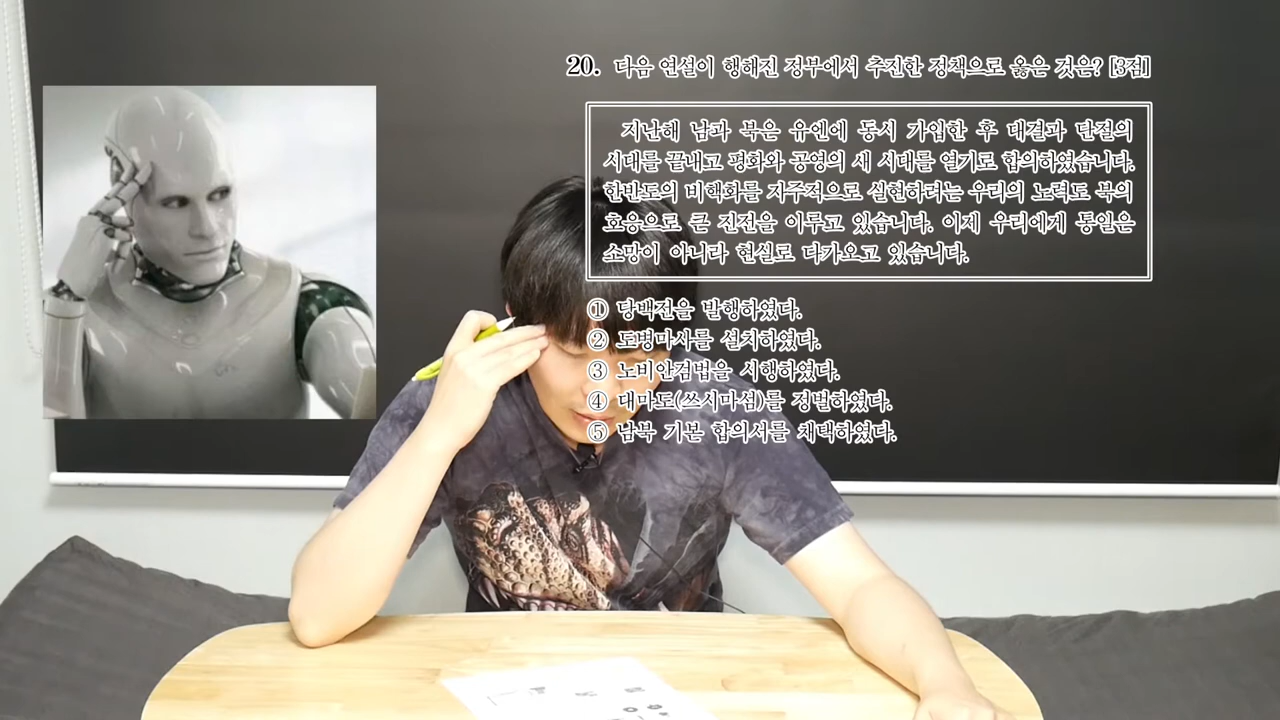 20. 다음 연설이 행해진 정부에서 추진한 정책으로 옳은 것은? [3점]
지난해 남과 북은 유엔에 동시 가입한 후 대결과 단절의
시대를 끝내고 평화와 공영의 새 시대를 열기로 합의하였습니다.
한반도의 비핵화를 자주적으로 실현하려는 우리의 노력도 북의
호응으로 큰 진전을 이루고 있습니다. 이제 우리에게 통일은
소망이 아니라 현실로 다가오고 있습니다.
① 당백전을 발행하였다.
② 도병마사를 설치하였다.
③ 노비안검법을 시행하였다.
④ 대마도(쓰시마섬)를 정벌하였다.
⑤ 남북 기본 합의서를 채택하였다.